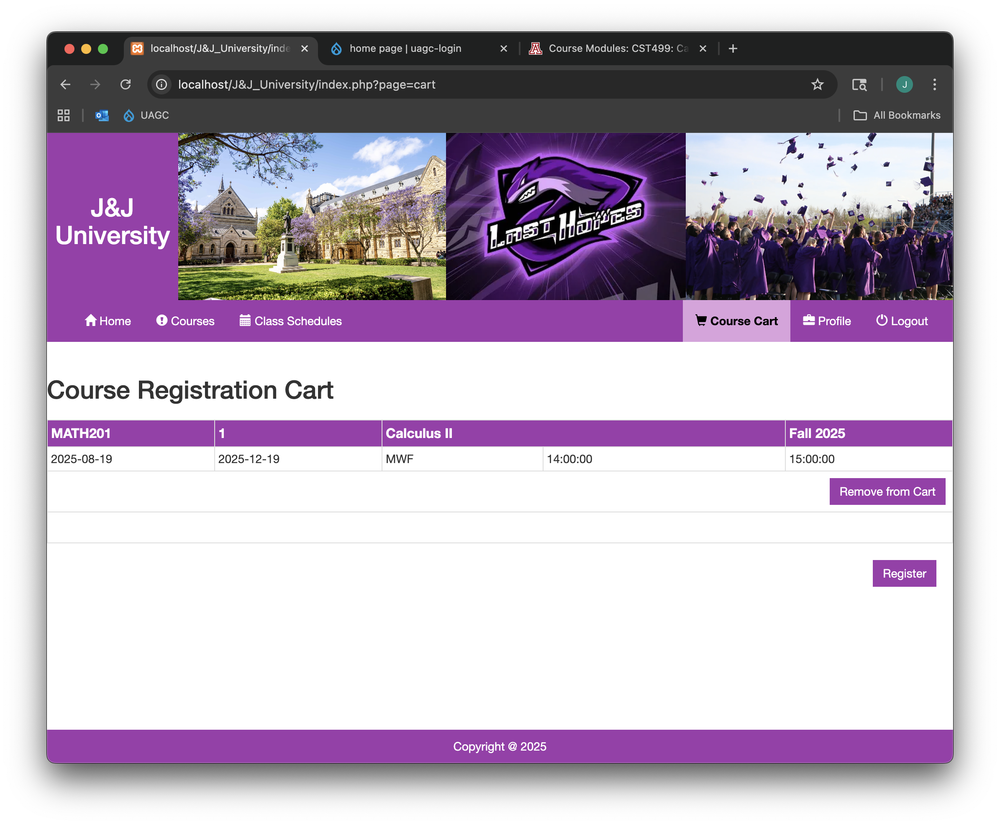 localhost/J&J_University/inde
home page | uagc-login
Course Modules: CST499: Ca
localhost/J&J_University/index.php?page=cart
J
UAGC
All Bookmarks
J&J
University
Last Hopes
Home
Courses
Class Schedules
Course Cart
Profile
Logout
Course Registration Cart
MATH201 1 Calculus II Fall 2025
2025-08-19 2025-12-19 MWF 14:00:00 15:00:00
Remove from Cart
Register
Copyright @ 2025